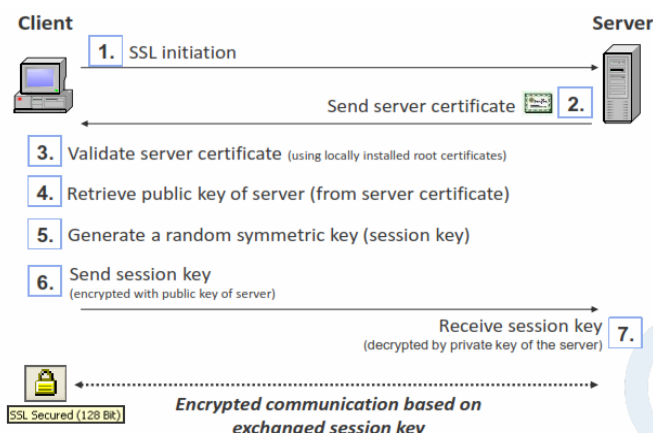 Client
Server
1. SSL initiation
Send server certificate 2.
3. Validate server certificate (using locally installed root certificates)
4. Retrieve public key of server (from server certificate)
5. Generate a random symmetric key (session key)
6. Send session key
(encrypted with public key of server)
Receive session key 7.
(decrypted by private key of the server)
SSL Secured (128 Bit)
Encrypted communication based on
exchanged session key